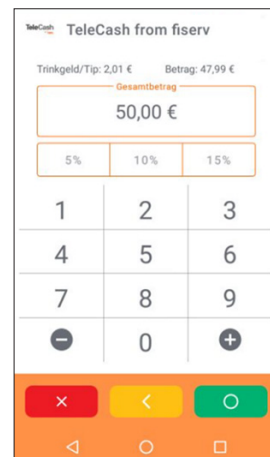 TeleCash TeleCash from fiserv
Trinkgeld/Tip: 2,01 € Betrag: 47,99 €
Gesamtbetrag
50,00 €
5% 10% 15%
1 2 3
4 5 6
7 8 9
0